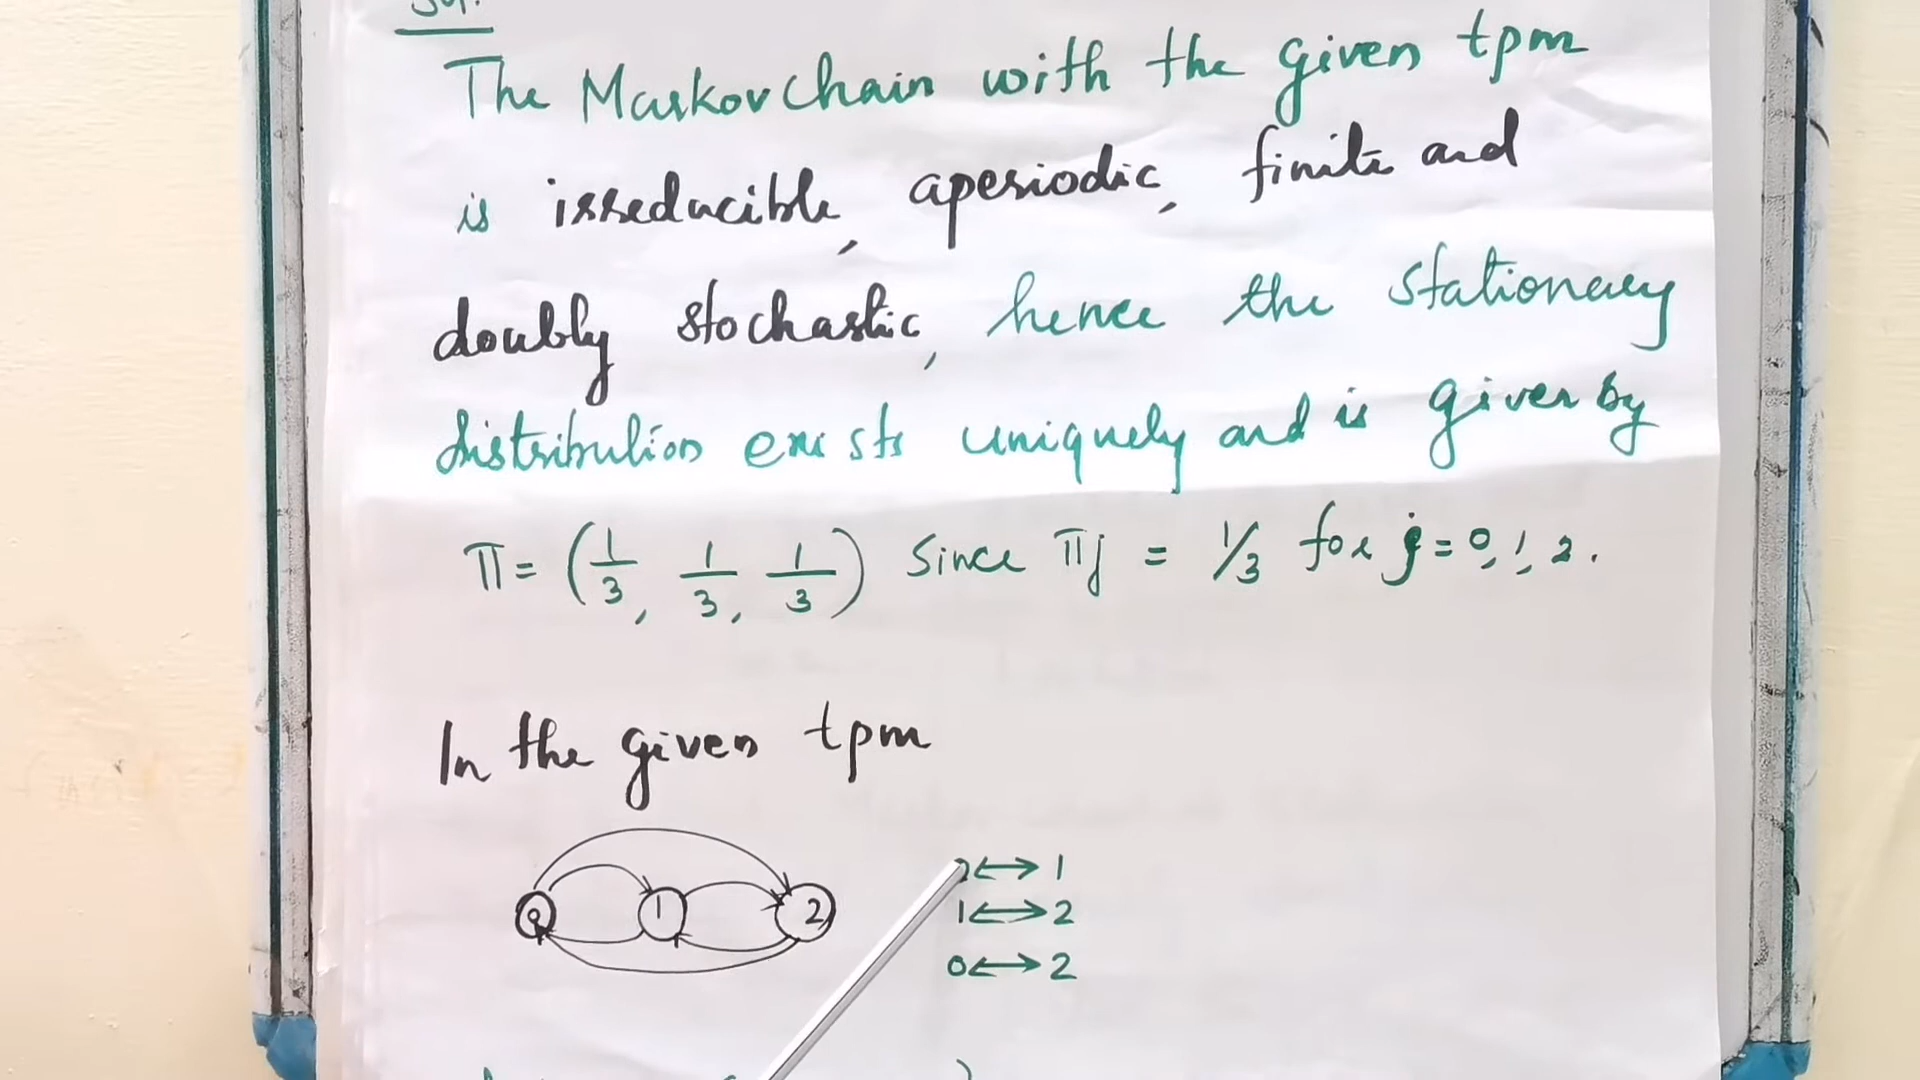 Sol.
The Markov chain with the given tpm
is irreducible, aperiodic, finite and
doubly stochastic, hence the stationary
distribution exists uniquely and is given by
π = (1/3, 1/3, 1/3) since πj = 1/3 for j = 0, 1, 2.
In the given tpm
0 1 2
↔ 1
1 ↔ 2
0 ↔ 2